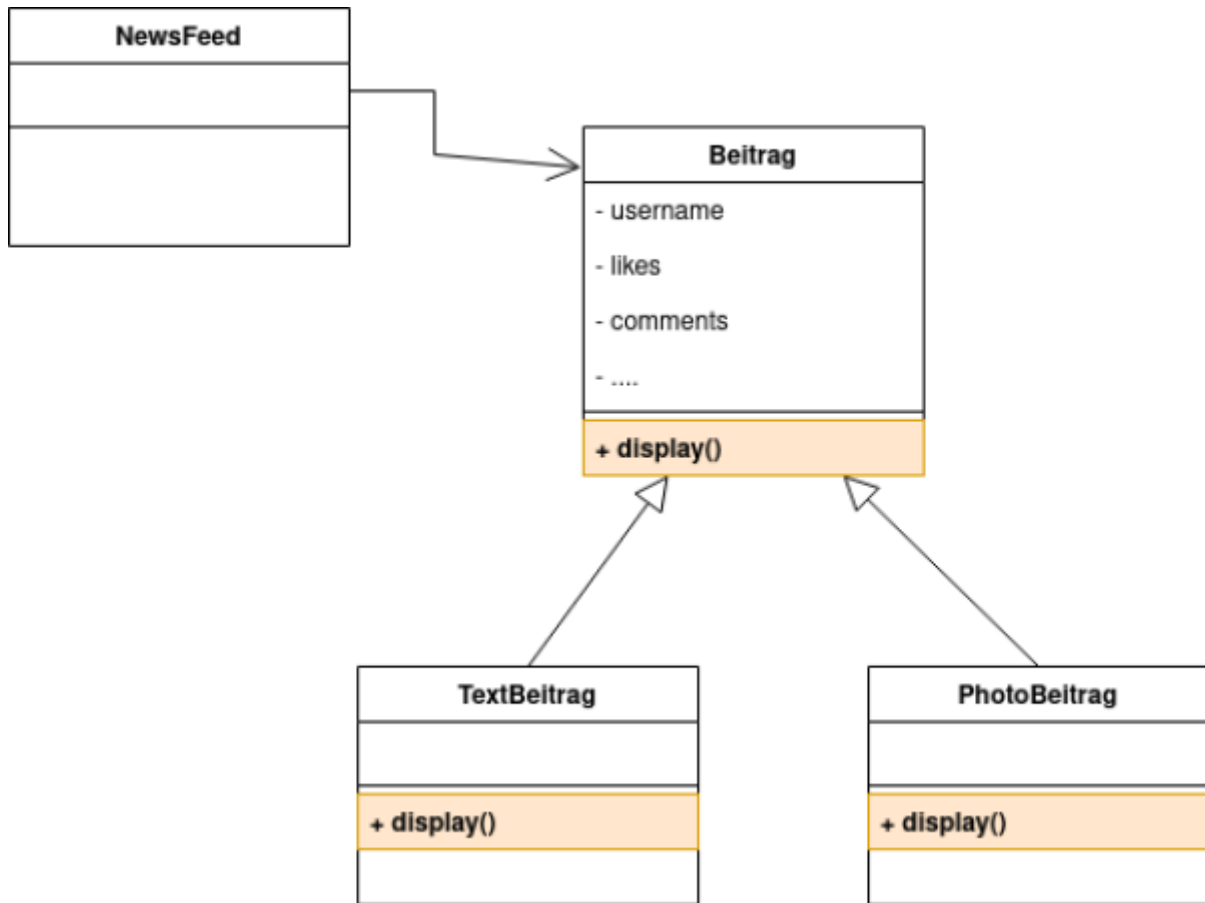 NewsFeed
Beitrag
- username
- likes
- comments
- ....
+ display()
TextBeitrag
+ display()
PhotoBeitrag
+ display()